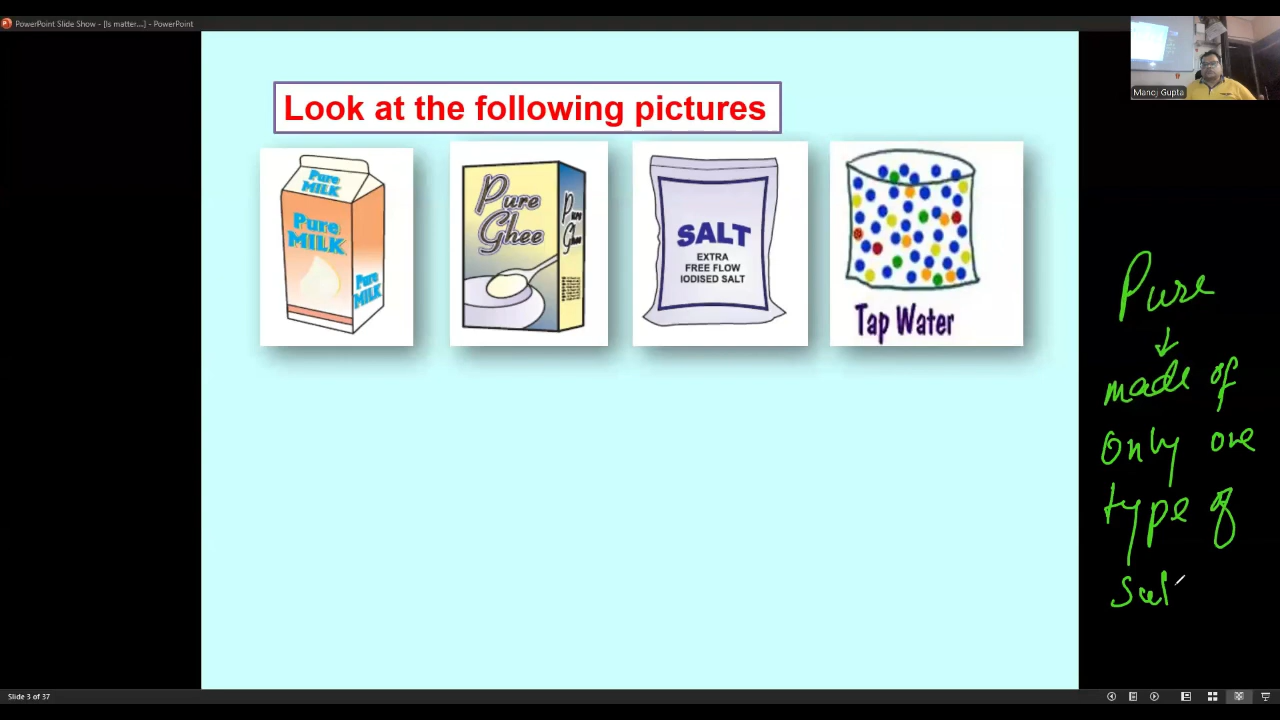 PowerPoint Slide Show - [Is matter...] - PowerPoint
Manoj Gupta
Look at the following pictures
Pure
MILK
Pure
MILK
Pure
MILK
Pure
Ghee
Pure
Ghee
SALT
EXTRA
FREE FLOW
IODISED SALT
Tap Water
Pure
made of
only one
type of
Slide 3 of 37